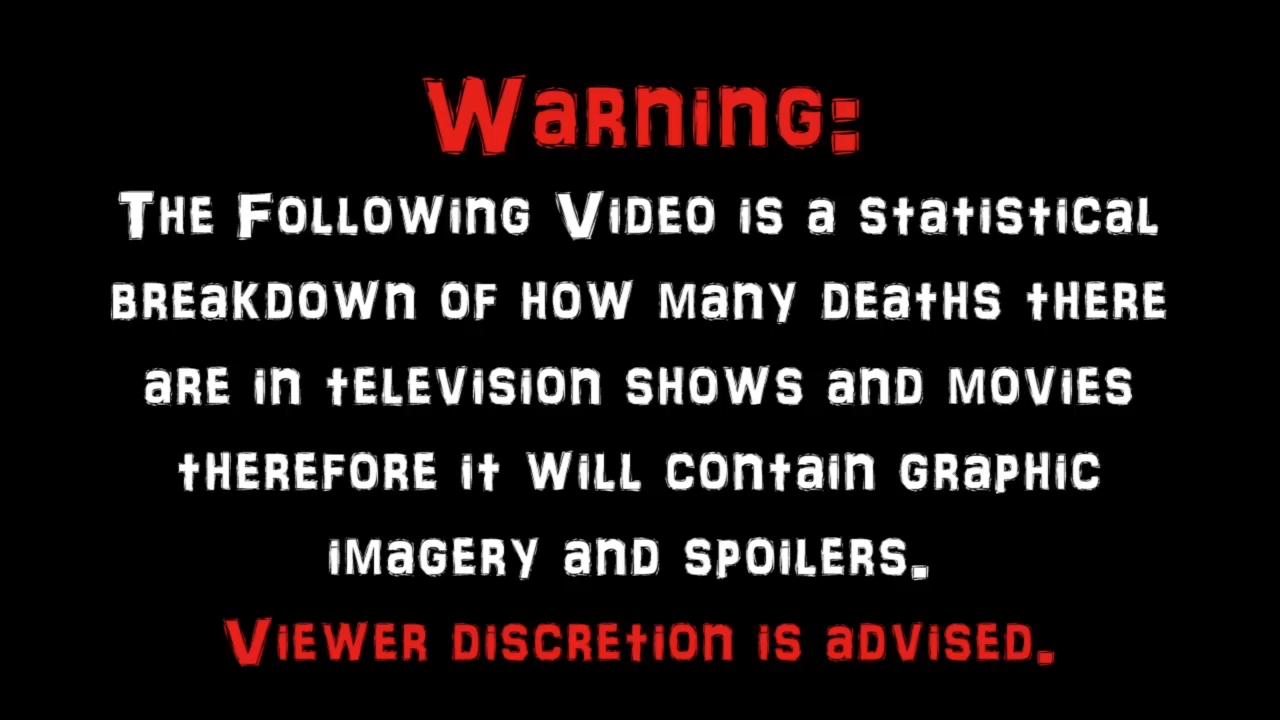 Warning:
The Following Video is a statistical
breakdown of how many deaths there
are in television shows and movies
therefore it will contain graphic
imagery and spoilers.
Viewer discretion is advised.